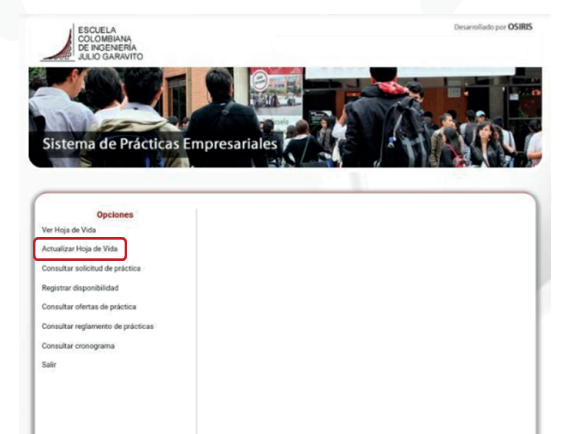 ESCUELA
COLOMBIANA
DE INGENIERÍA
JULIO GARAVITO
Desarrollado por OSIRIS
Sistema de Prácticas Empresariales
Opciones
Ver Hoja de Vida
Actualizar Hoja de Vida
Consultar solicitud de práctica
Registrar disponibilidad
Consultar ofertas de práctica
Consultar reglamento de prácticas
Consultar cronograma
Salir